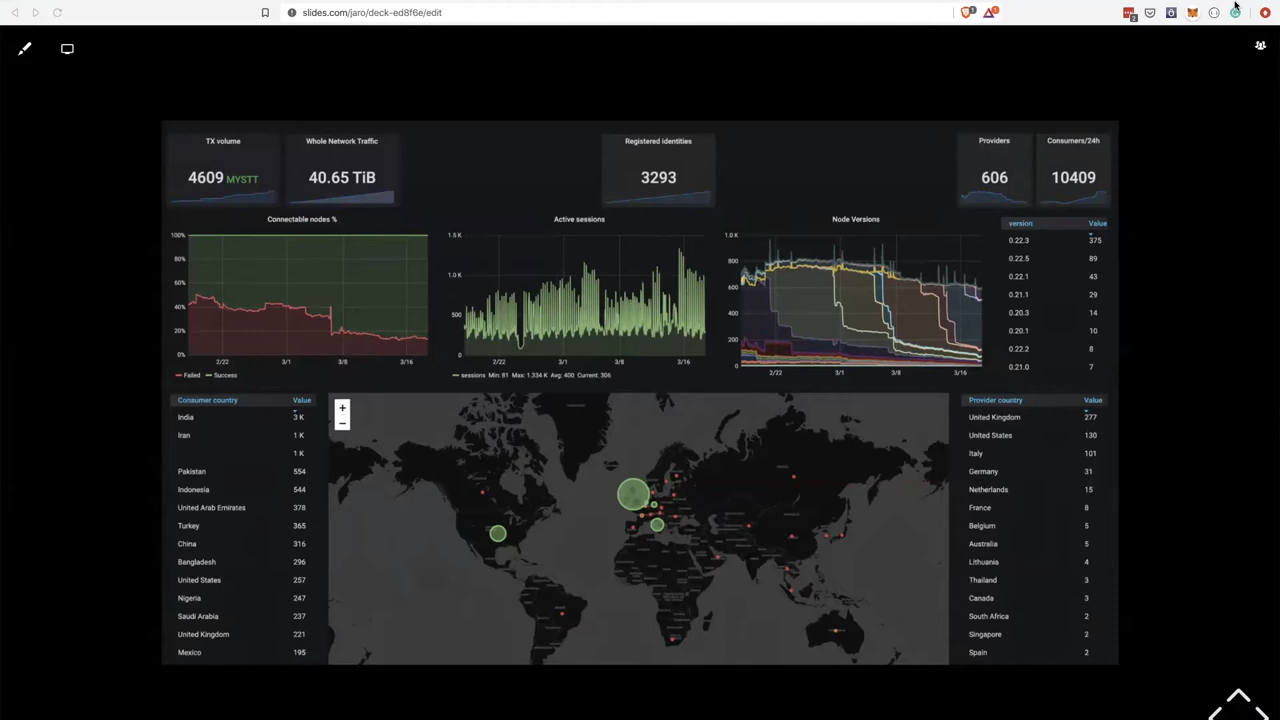 slides.com/jaro/deck-ed8f6e/edit
TX volume
4609 MYSTT
Whole Network Traffic
40.65 TiB
Registered identities
3293
Providers
606
Consumers/24h
10409
Connectable nodes %
100%
80%
60%
40%
20%
0%
2/22 3/1 3/8 3/16
Failed Success
Active sessions
1.5 K
1.0 K
500
0
2/22 3/1 3/8 3/16
sessions Min: 81 Max: 1.334 K Avg: 400 Current: 306
Node Versions
1.0 K
800
600
400
200
0
2/22 3/1 3/8 3/16
version Value
0.22.3 375
0.22.5 89
0.22.1 43
0.21.1 29
0.20.3 14
0.20.1 10
0.22.2 8
0.21.0 7
Consumer country Value
India 3 K
Iran 1 K
1 K
Pakistan 554
Indonesia 544
United Arab Emirates 378
Turkey 365
China 316
Bangladesh 296
United States 257
Nigeria 247
Saudi Arabia 237
United Kingdom 221
Mexico 195
+
−
Provider country Value
United Kingdom 277
United States 130
Italy 101
Germany 31
Netherlands 15
France 8
Belgium 5
Australia 5
Lithuania 4
Thailand 3
Canada 3
South Africa 2
Singapore 2
Spain 2